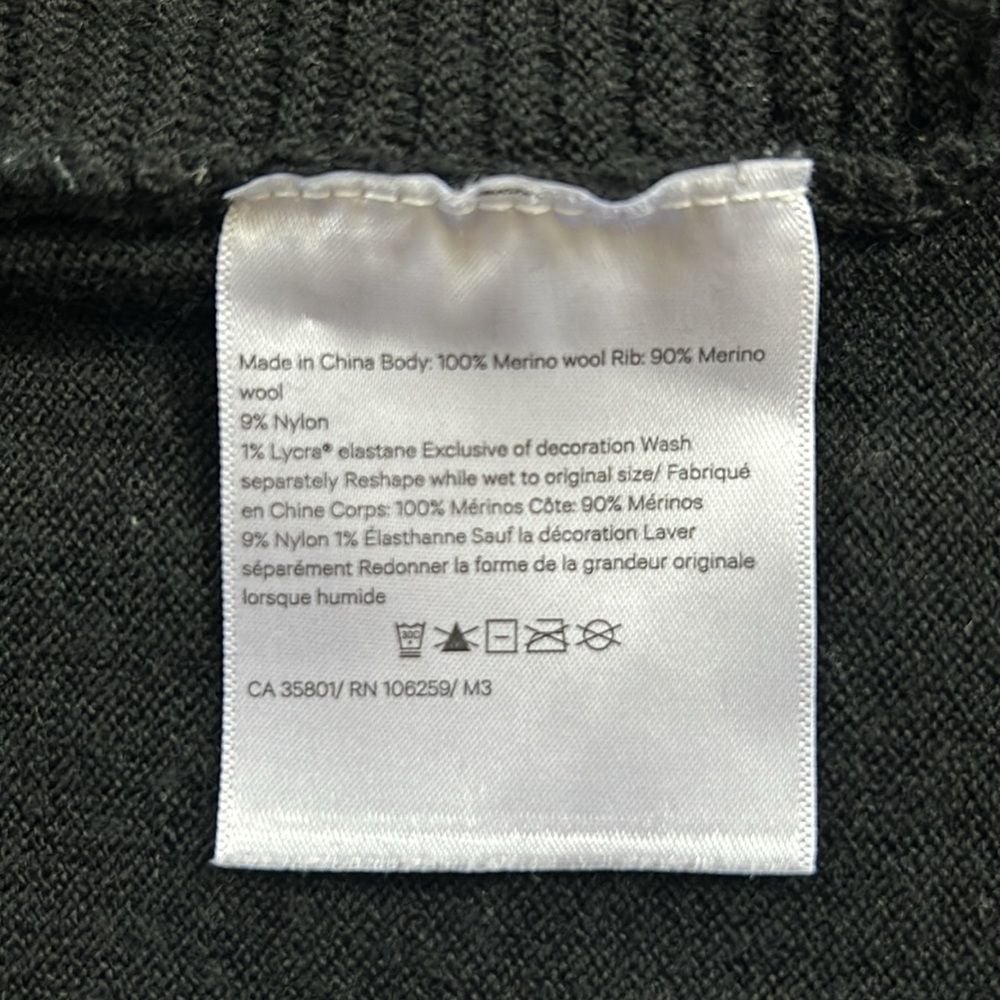 Made in China Body: 100% Merino wool Rib: 90% Merino
wool
9% Nylon
1% Lycra® elastane Exclusive of decoration Wash
separately Reshape while wet to original size/ Fabriqué
en Chine Corps: 100% Mérinos Côte: 90% Mérinos
9% Nylon 1% Élasthanne Sauf la décoration Laver
séparément Redonner la forme de la grandeur originale
lorsque humide
30C
CA 35801/ RN 106259/ M3